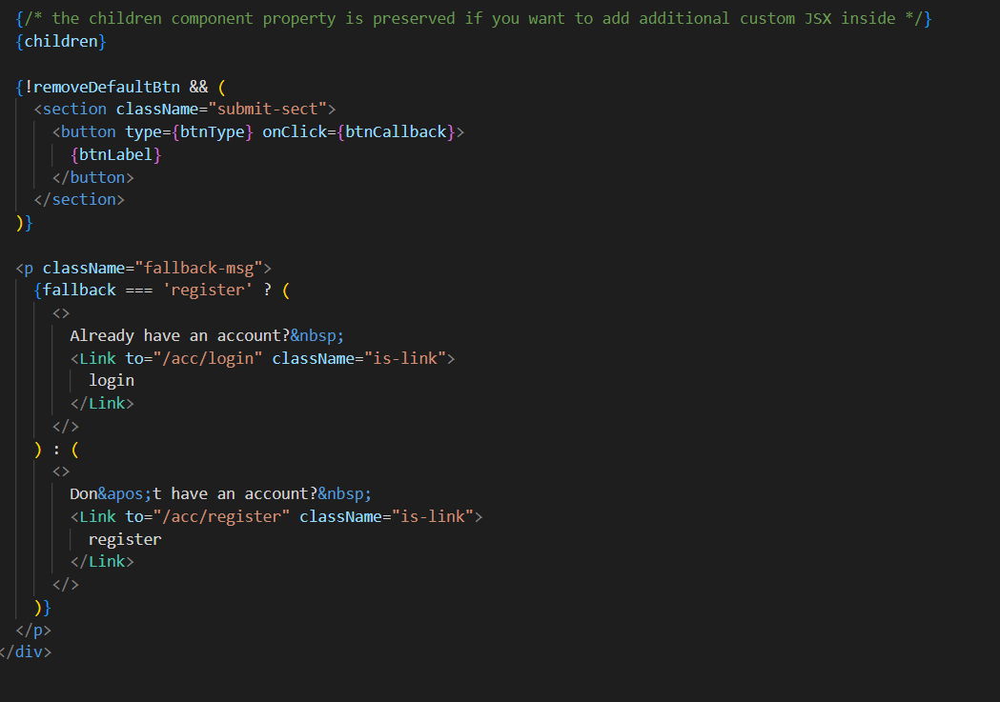 {/* the children component property is preserved if you want to add additional custom JSX inside */}
{children}
{!removeDefaultBtn && (
<section className="submit-sect">
<button type={btnType} onClick={btnCallback}>
{btnLabel}
</button>
</section>
)}
<p className="fallback-msg">
{fallback === 'register' ? (
<>
Already have an account?&nbsp;
<Link to="/acc/login" className="is-link">
login
</Link>
</>
) : (
<>
Don&apos;t have an account?&nbsp;
<Link to="/acc/register" className="is-link">
register
</Link>
</>
)}
</p>
</div>